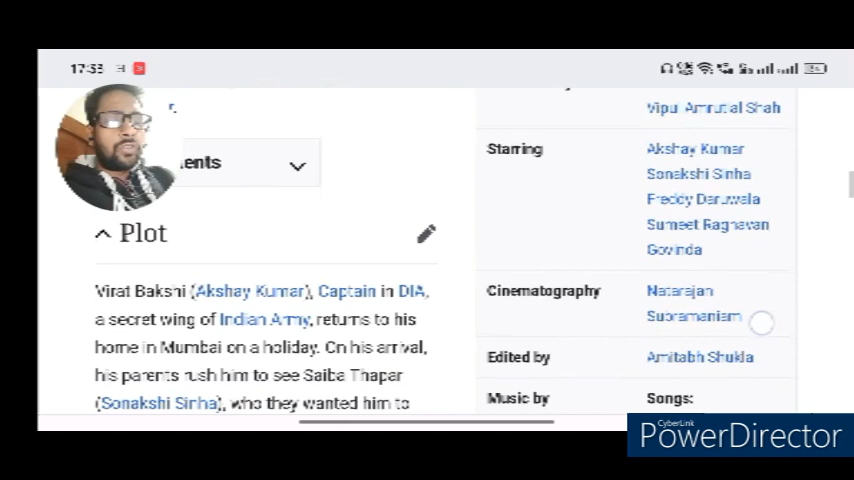 17:53
Vipul Amrutlal Shah
r.
ents
Starring
Akshay Kumar
Sonakshi Sinha
Freddy Daruwala
Sumeet Raghavan
Govinda
Plot
Virat Bakshi (Akshay Kumar), Captain in DIA,
a secret wing of Indian Army, returns to his
home in Mumbai on a holiday. On his arrival,
his parents rush him to see Saiba Thapar
(Sonakshi Sinha), who they wanted him to
Cinematography
Natarajan
Subramaniam
Edited by
Amitabh Shukla
Music by
Songs:
CyberLink
PowerDirector